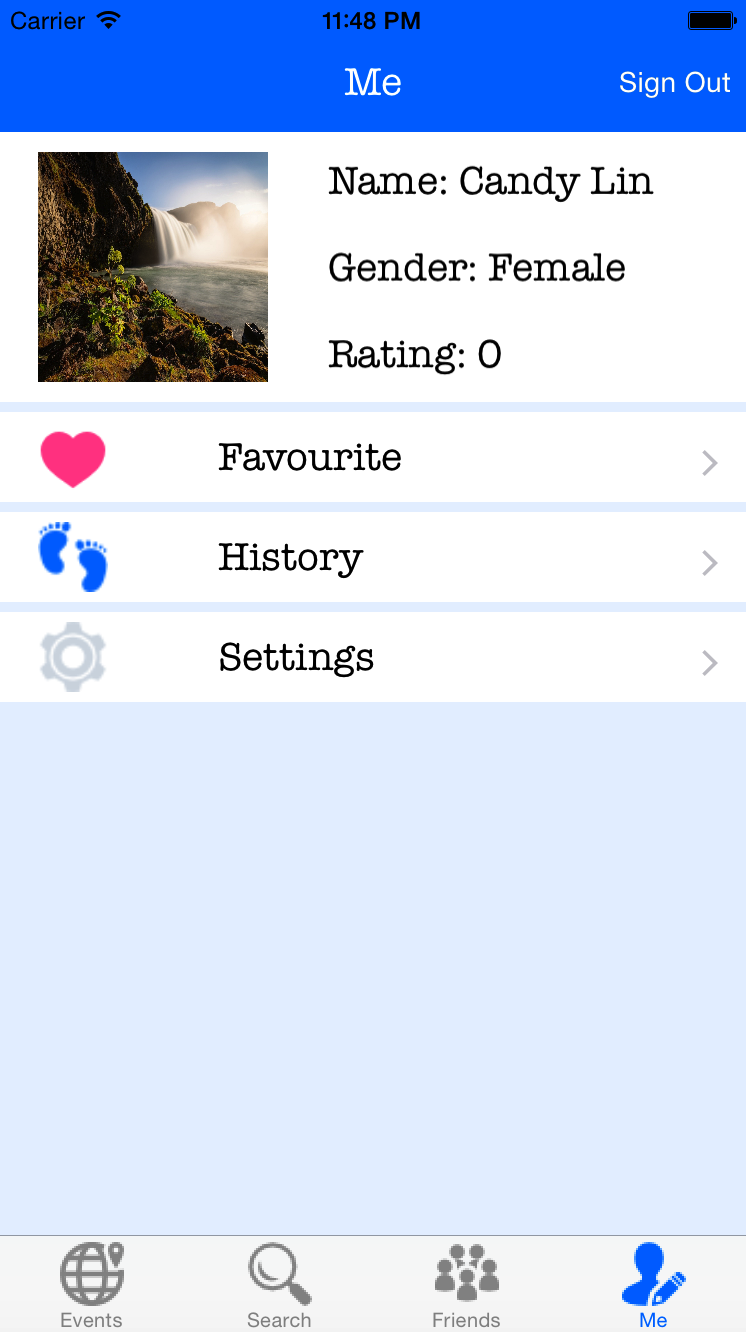 Carrier 11:48 PM
Me Sign Out
Name: Candy Lin
Gender: Female
Rating: 0
Favourite
History
Settings
Events Search Friends Me